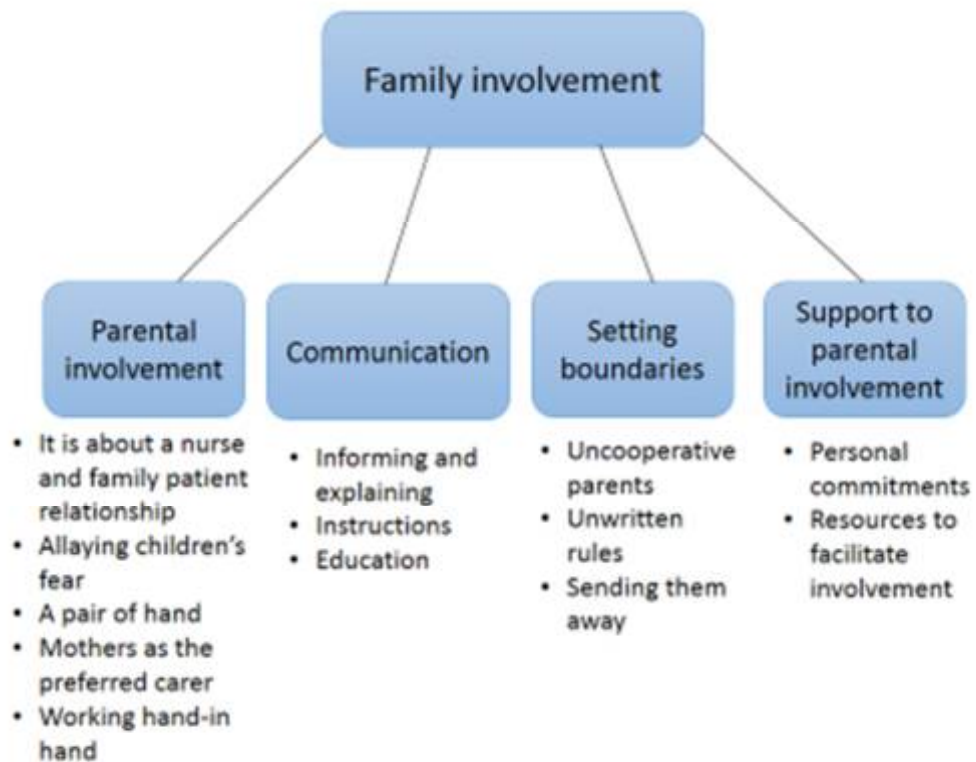 Family involvement
Parental
involvement
• It is about a nurse
and family patient
relationship
• Allaying children's
fear
• A pair of hand
• Mothers as the
preferred carer
• Working hand-in
hand
Communication
• Informing and
explaining
• Instructions
• Education
Setting
boundaries
• Uncooperative
parents
• Unwritten
rules
• Sending them
away
Support to
parental
involvement
• Personal
commitments
• Resources to
facilitate
involvement